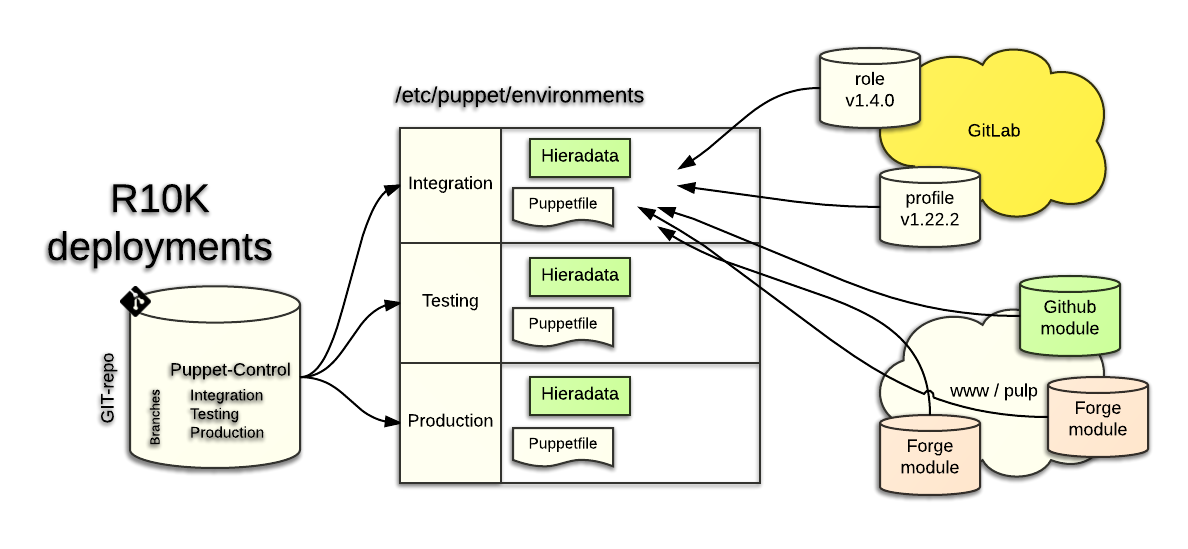 R10K
deployments
GIT-repo
Puppet-Control
Branches
Integration
Testing
Production
/etc/puppet/environments
Integration
Hieradata
Puppetfile
Testing
Hieradata
Puppetfile
Production
Hieradata
Puppetfile
role
v1.4.0
GitLab
profile
v1.22.2
Github
module
www / pulp
Forge
module
Forge
module